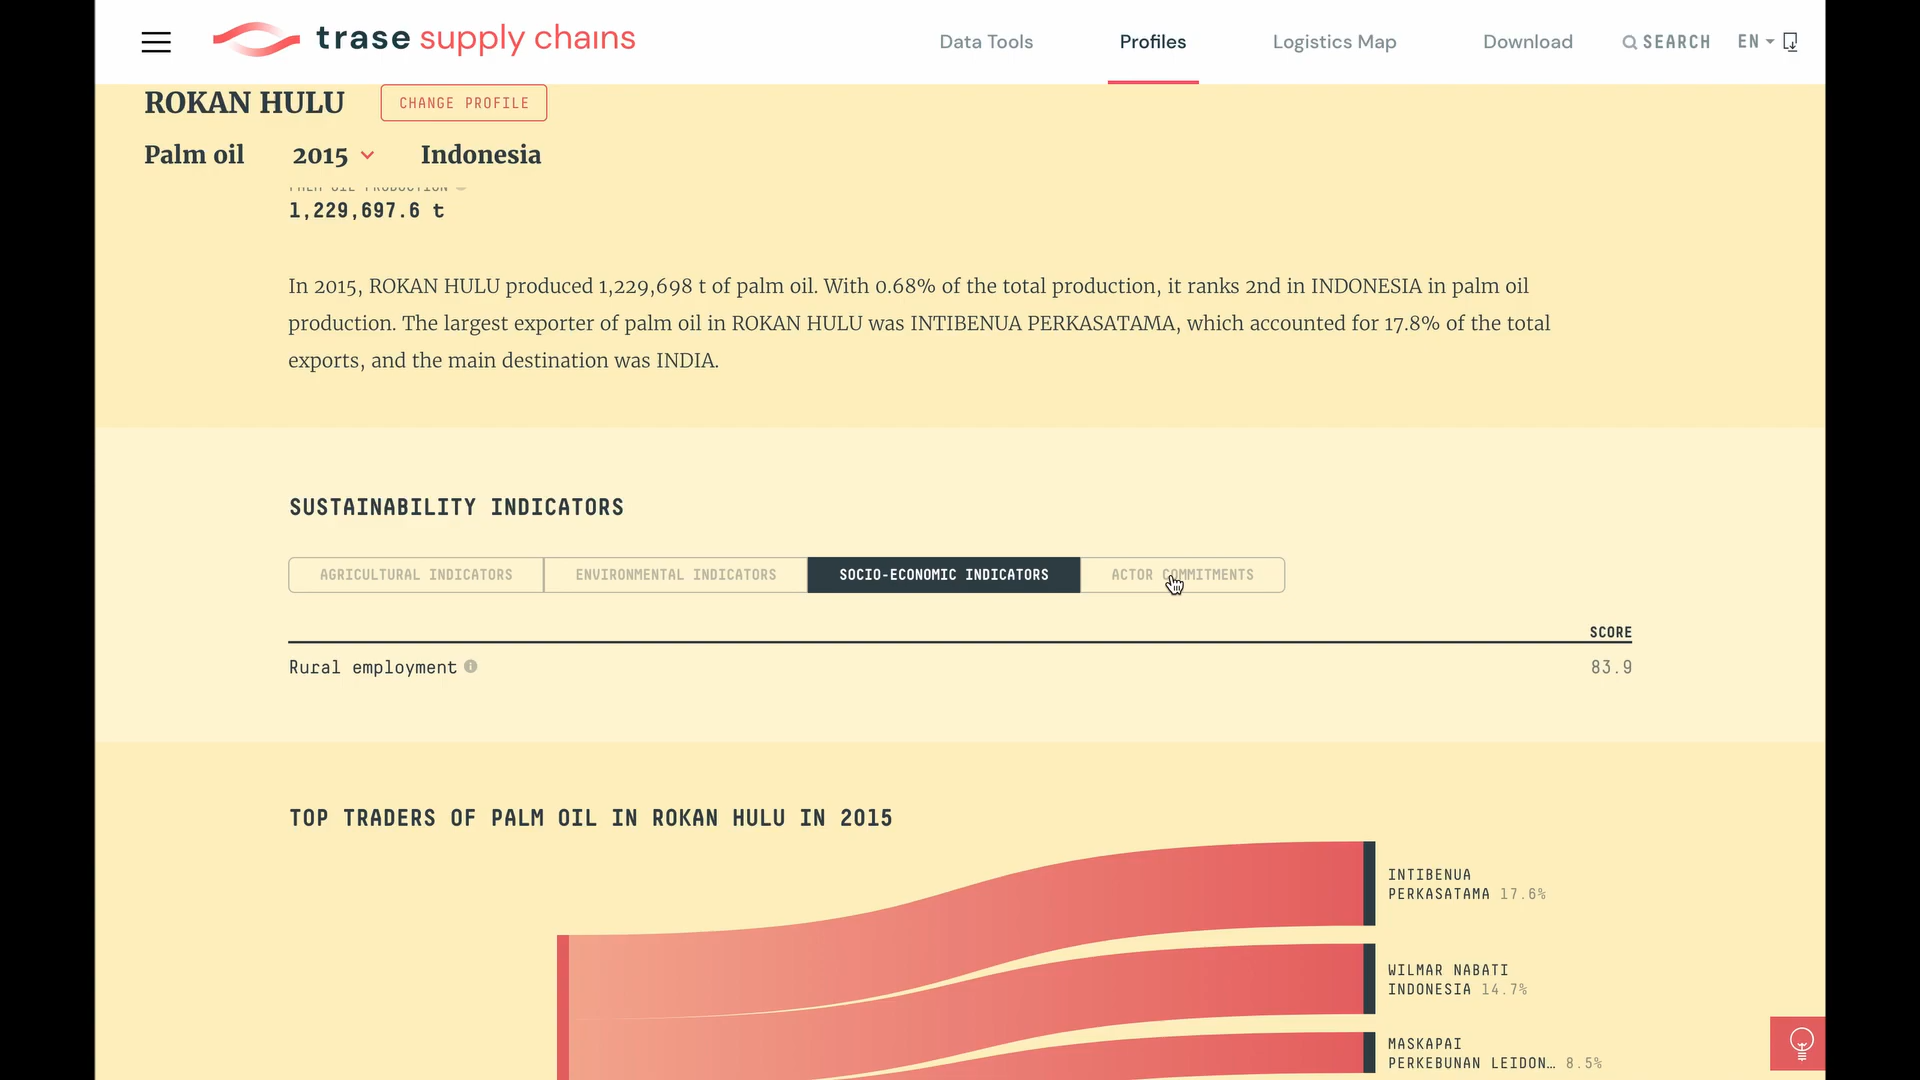 trase supply chains
Data Tools
Profiles
Logistics Map
Download
SEARCH
EN
ROKAN HULU
CHANGE PROFILE
Palm oil
2015
Indonesia
PALM OIL PRODUCTION
1,229,697.6 t
In 2015, ROKAN HULU produced 1,229,698 t of palm oil. With 0.68% of the total production, it ranks 2nd in INDONESIA in palm oil
production. The largest exporter of palm oil in ROKAN HULU was INTIBENUA PERKASATAMA, which accounted for 17.8% of the total
exports, and the main destination was INDIA.
SUSTAINABILITY INDICATORS
AGRICULTURAL INDICATORS
ENVIRONMENTAL INDICATORS
SOCIO-ECONOMIC INDICATORS
ACTOR COMMITMENTS
SCORE
Rural employment
83.9
TOP TRADERS OF PALM OIL IN ROKAN HULU IN 2015
INTIBENUA
PERKASATAMA 17.6%
WILMAR NABATI
INDONESIA 14.7%
MASKAPAI
PERKEBUNAN LEIDON… 8.5%